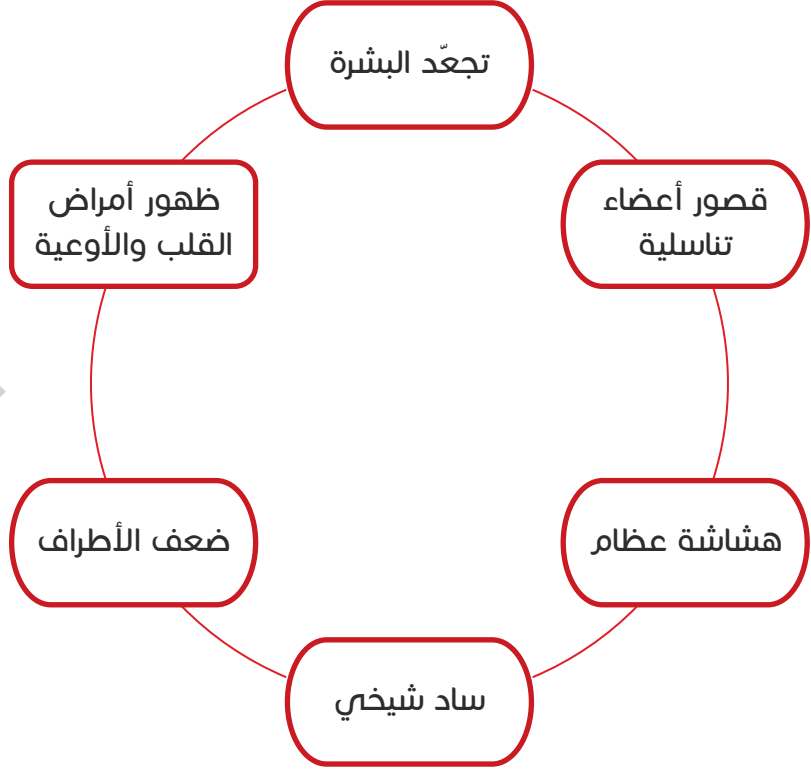 تجعّد البشرة
قصور أعضاء
تناسلية
هشاشة عظام
ساد شيخي
ضعف الأطراف
ظهور أمراض
القلب والأوعية